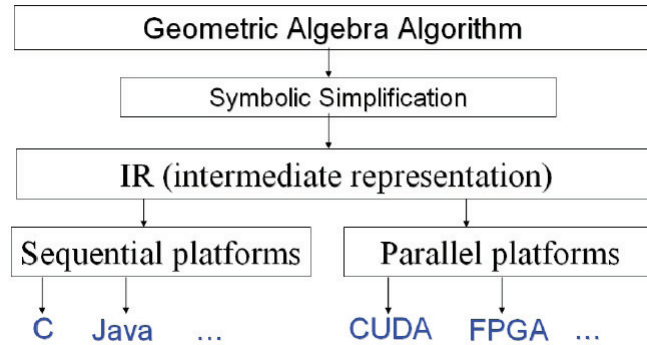 Geometric Algebra Algorithm
Symbolic Simplification
IR (intermediate representation)
Sequential platforms Parallel platforms
C Java ... CUDA FPGA ...